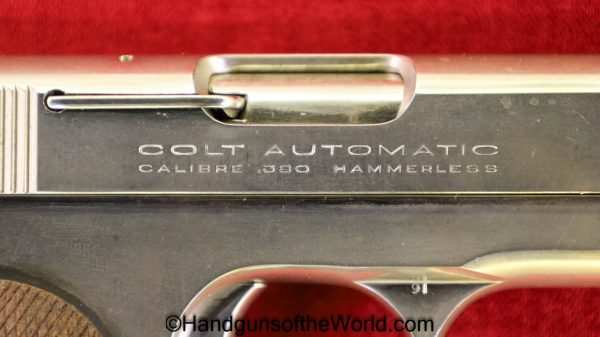 COLT AUTOMATIC
CALIBRE .380 HAMMERLESS
©HandgunsoftheWorld.com